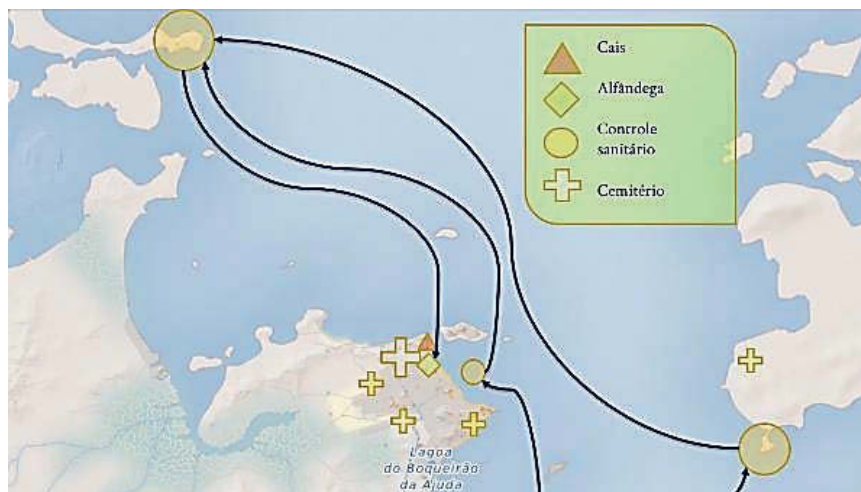 Cais
Alfândega
Controle
sanitário
Cemitério
Lagoa
do Boqueirão
da Ajuda